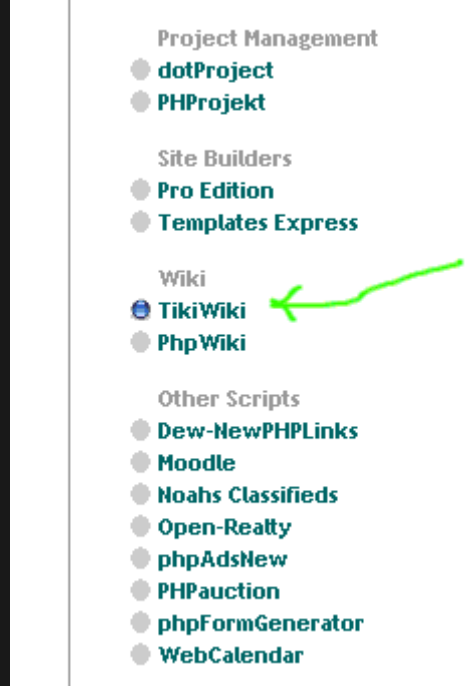 Project Management
dotProject
PHProjekt
Site Builders
Pro Edition
Templates Express
Wiki
TikiWiki
PhpWiki
Other Scripts
Dew-NewPHPLinks
Moodle
Noahs Classifieds
Open-Realty
phpAdsNew
PHPauction
phpFormGenerator
WebCalendar